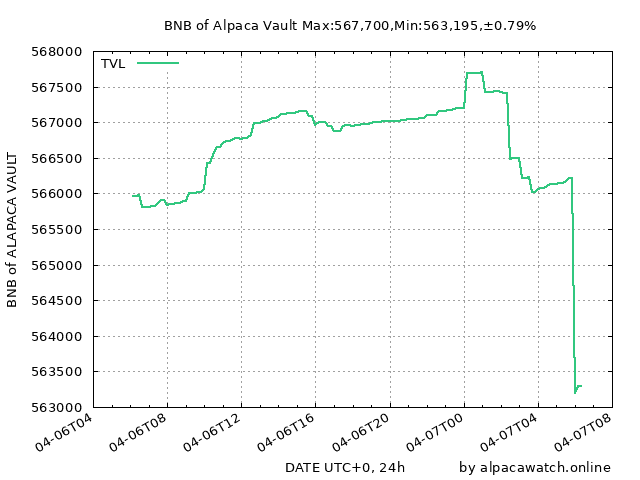 BNB of Alpaca Vault Max:567,700,Min:563,195,±0.79%
TVL
568000
567500
567000
566500
566000
565500
565000
564500
564000
563500
563000
BNB of ALAPACA VAULT
04-06T04
04-06T08
04-06T12
04-06T16
04-06T20
04-07T00
04-07T04
04-07T08
DATE UTC+0, 24h
by alpacawatch.online